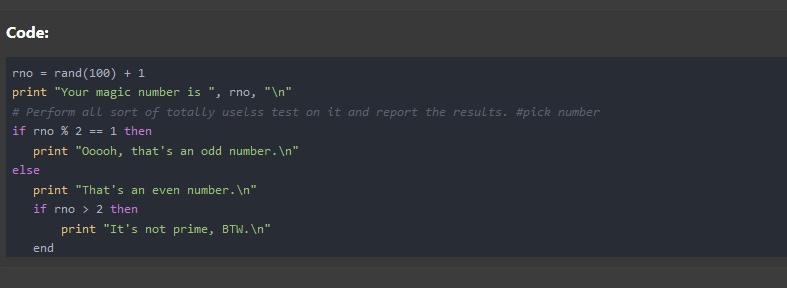 Code:
rno = rand(100) + 1
print "Your magic number is ", rno, "\n"
# Perform all sort of totally uselss test on it and report the results. #pick number
if rno % 2 == 1 then
print "Ooooh, that's an odd number.\n"
else
print "That's an even number.\n"
if rno > 2 then
print "It's not prime, BTW.\n"
end